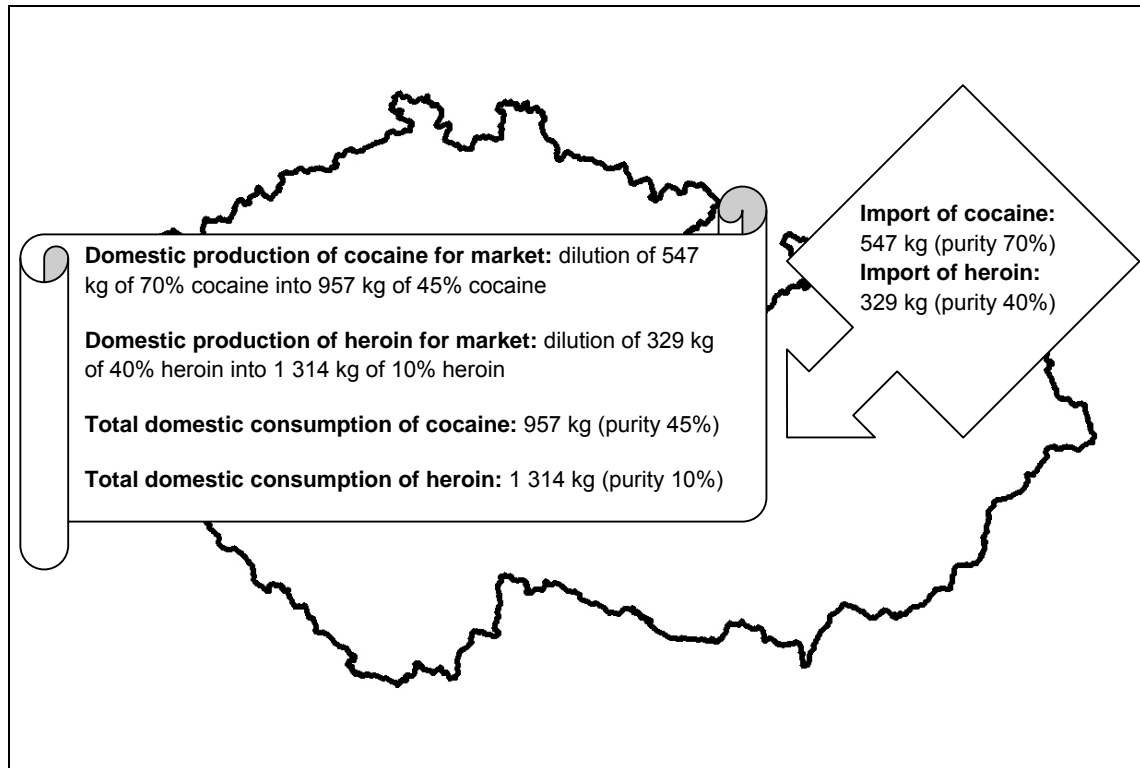 Domestic production of cocaine for market: dilution of 547
kg of 70% cocaine into 957 kg of 45% cocaine
Domestic production of heroin for market: dilution of 329 kg
of 40% heroin into 1 314 kg of 10% heroin
Total domestic consumption of cocaine: 957 kg (purity 45%)
Total domestic consumption of heroin: 1 314 kg (purity 10%)
Import of cocaine:
547 kg (purity 70%)
Import of heroin:
329 kg (purity 40%)